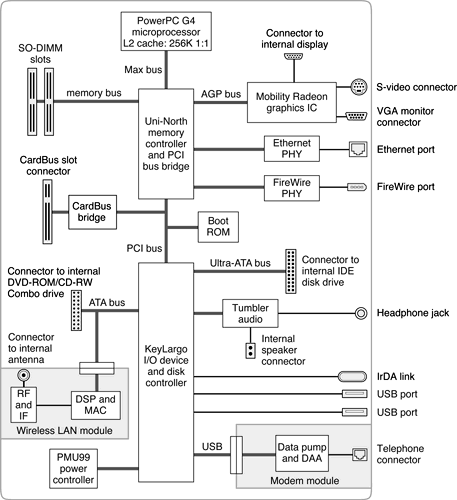 PowerPC G4
microprocessor
L2 cache: 256K 1:1
Connector to
internal display
SO-DIMM
slots
Max bus
memory bus
AGP bus
Mobility Radeon
graphics IC
S-video connector
VGA monitor
connector
Uni-North
memory
controller
and PCI
bus bridge
Ethernet
PHY
Ethernet port
CardBus slot
connector
FireWire
PHY
FireWire port
CardBus
bridge
Boot
ROM
PCI bus
Connector to internal
DVD-ROM/CD-RW
Combo drive
Ultra-ATA bus
Connector to
internal IDE
disk drive
ATA bus
Tumbler
audio
Headphone jack
Connector
to internal
antenna
KeyLargo
I/O device
and disk
controller
Internal
speaker
connector
RF
and
IF
DSP and
MAC
Wireless LAN module
IrDA link
USB port
USB port
PMU99
power
controller
USB
Data pump
and DAA
Modem module
Telephone
connector